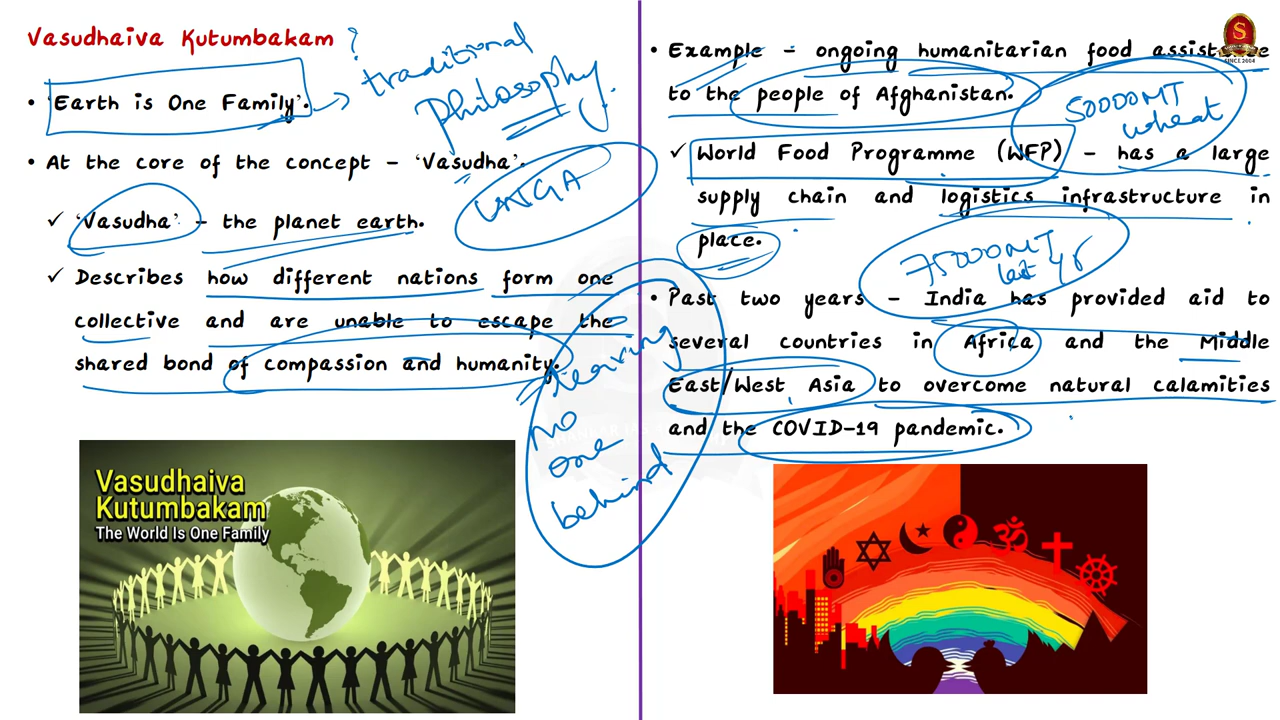 Vasudhaiva Kutumbakam ?
traditional
philosophy.
• 'Earth is One Family'.
• At the core of the concept – 'Vasudha'.
UNGA
✓ 'Vasudha' – the planet earth.
✓ Describes how different nations form one
collective and are unable to escape the
shared bond of compassion and humanity.
leaving
no
one
behind
Vasudhaiva
Kutumbakam
The World Is One Family
S
SINCE 2004
• Example – ongoing humanitarian food assistance
to the people of Afghanistan.
50000MT
wheat
✓ World Food Programme (WFP) – has a large
supply chain and logistics infrastructure in
place.
75000MT
last yr
• Past two years – India has provided aid to
several countries in Africa and the Middle
East/West Asia to overcome natural calamities
and the COVID-19 pandemic.